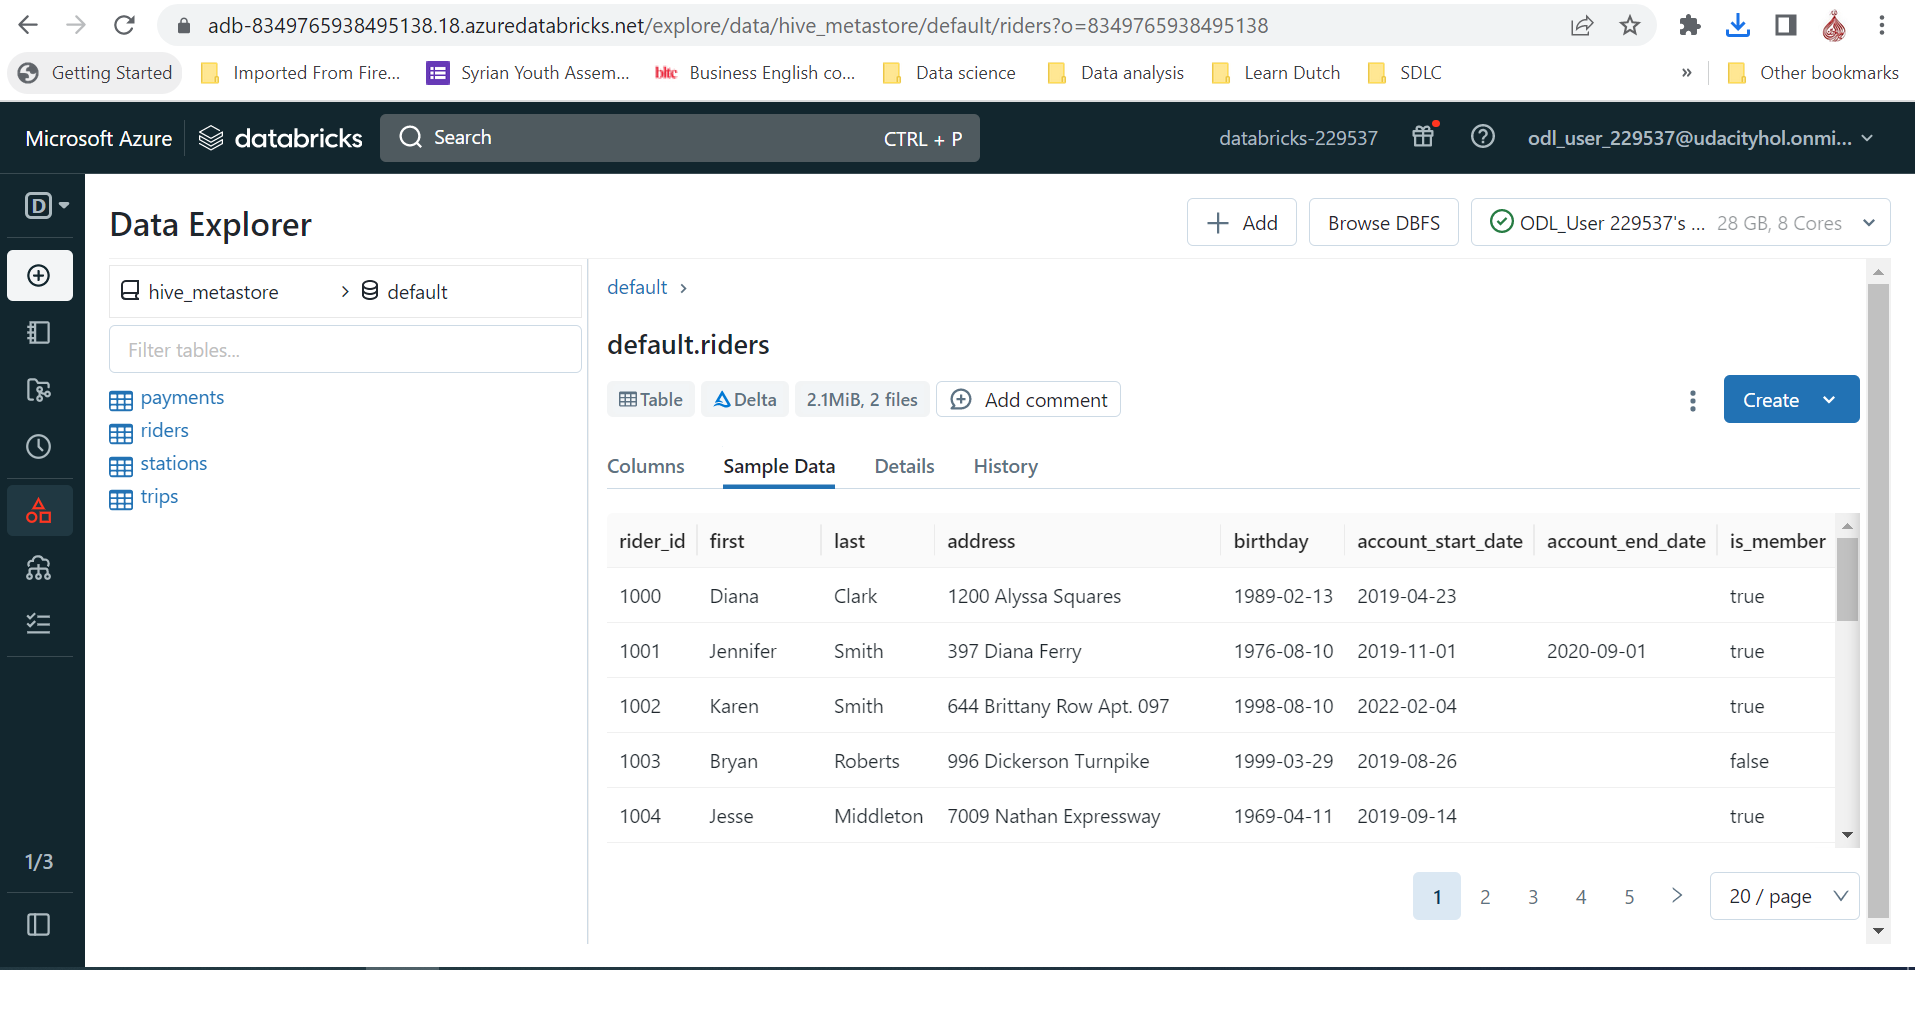 adb-8349765938495138.18.azuredatabricks.net/explore/data/hive_metastore/default/riders?o=8349765938495138
Getting Started Imported From Fire... Syrian Youth Assem... bltc Business English co... Data science Data analysis Learn Dutch SDLC » Other bookmarks
Microsoft Azure databricks Search CTRL + P databricks-229537 odl_user_229537@udacityhol.onmi...
D
Data Explorer
Add Browse DBFS ODL_User 229537's ... 28 GB, 8 Cores
hive_metastore > default
Filter tables...
payments
riders
stations
trips
default >
default.riders
Table Delta 2.1MiB, 2 files Add comment
Create
Columns Sample Data Details History
rider_id first last address birthday account_start_date account_end_date is_member
1000 Diana Clark 1200 Alyssa Squares 1989-02-13 2019-04-23 true
1001 Jennifer Smith 397 Diana Ferry 1976-08-10 2019-11-01 2020-09-01 true
1002 Karen Smith 644 Brittany Row Apt. 097 1998-08-10 2022-02-04 true
1003 Bryan Roberts 996 Dickerson Turnpike 1999-03-29 2019-08-26 false
1004 Jesse Middleton 7009 Nathan Expressway 1969-04-11 2019-09-14 true
1/3
1 2 3 4 5 > 20 / page